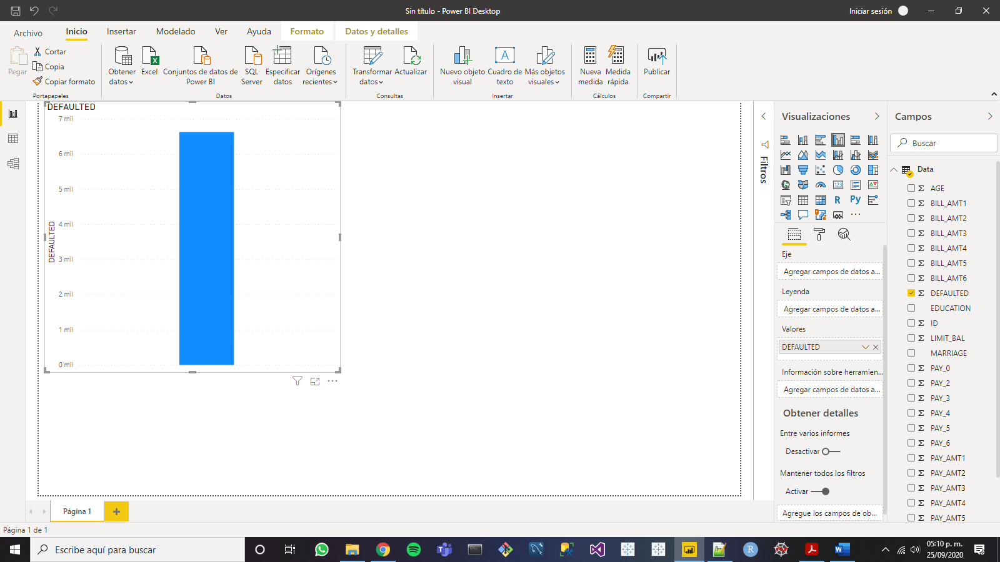 Sin título - Power BI Desktop
Iniciar sesión
Archivo
Inicio
Insertar
Modelado
Ver
Ayuda
Formato
Datos y detalles
Pegar
Cortar
Copia
Copiar formato
Portapapeles
Obtener
datos
Excel
Conjuntos de datos de
Power BI
SQL
Server
Especificar
datos
Orígenes
recientes
Datos
Transformar
datos
Actualizar
Consultas
Nuevo objeto
visual
Cuadro de
texto
Más objetos
visuales
Insertar
Nueva
medida
Medida
rápida
Cálculos
Publicar
Compartir
DEFAULTED
7 mil
6 mil
5 mil
4 mil
3 mil
2 mil
1 mil
0 mil
DEFAULTED
Filtros
Visualizaciones
R
Py
123
Eje
Agregar campos de datos a...
Leyenda
Agregar campos de datos a...
Valores
DEFAULTED
Información sobre herramien...
Agregar campos de datos a...
Obtener detalles
Entre varios informes
Desactivar
Mantener todos los filtros
Activar
Agregue los campos de ob...
Campos
Buscar
Data
AGE
BILL_AMT1
BILL_AMT2
BILL_AMT3
BILL_AMT4
BILL_AMT5
BILL_AMT6
DEFAULTED
EDUCATION
ID
LIMIT_BAL
MARRIAGE
PAY_0
PAY_2
PAY_3
PAY_4
PAY_5
PAY_6
PAY_AMT1
PAY_AMT2
PAY_AMT3
PAY_AMT4
PAY_AMT5
Página 1
Página 1 de 1
Escribe aquí para buscar
05:10 p. m.
25/09/2020